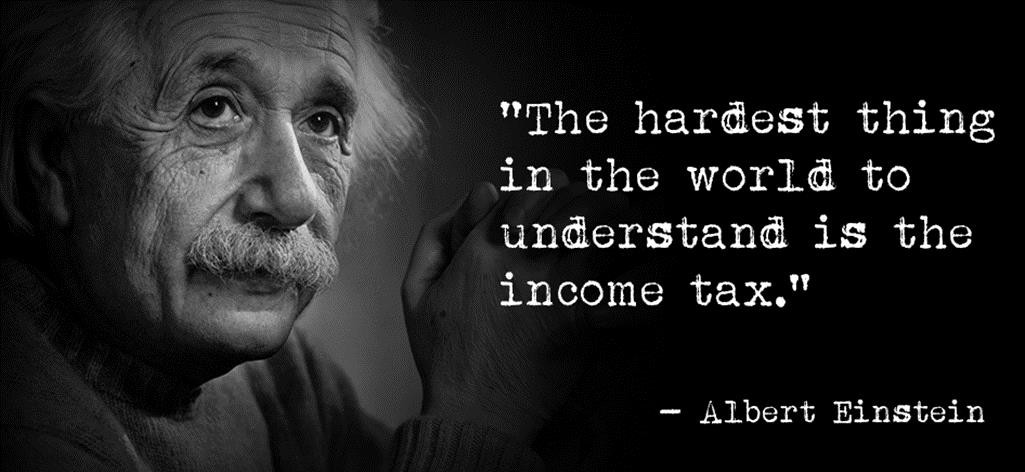 "The hardest thing
in the world to
understand is the
income tax."
- Albert Einstein